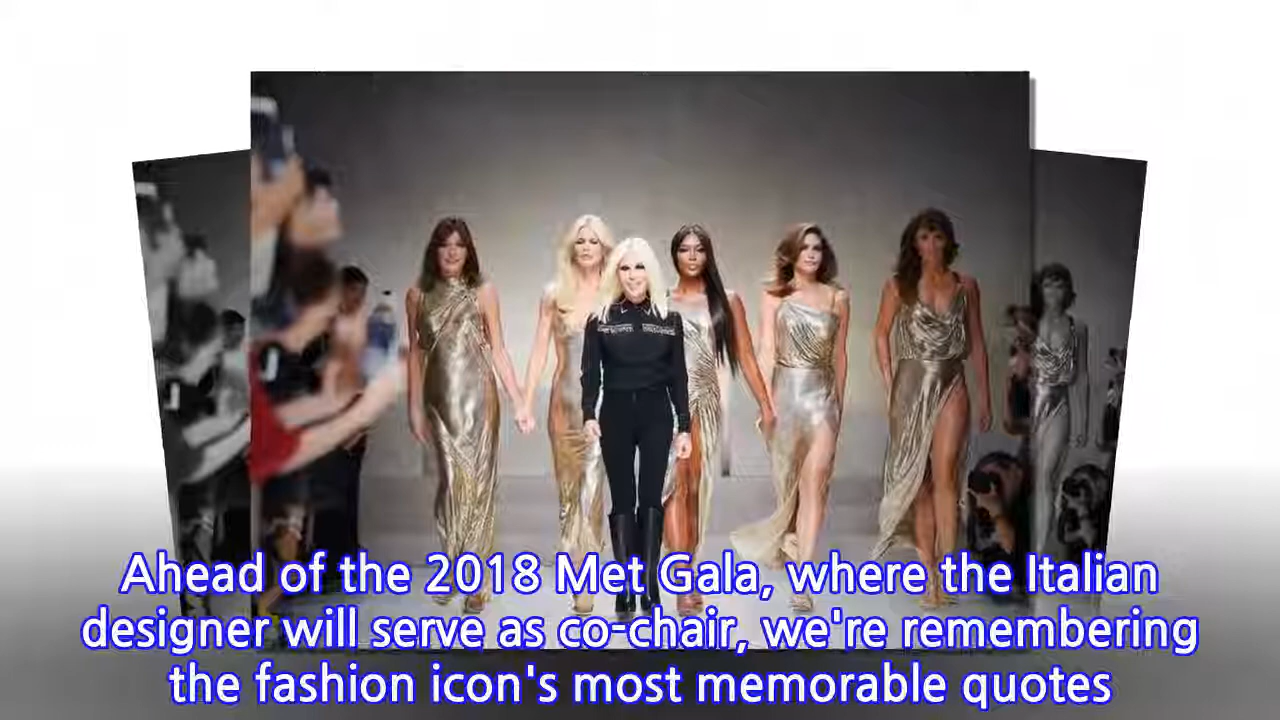 Ahead of the 2018 Met Gala, where the Italian
designer will serve as co-chair, we're remembering
the fashion icon's most memorable quotes